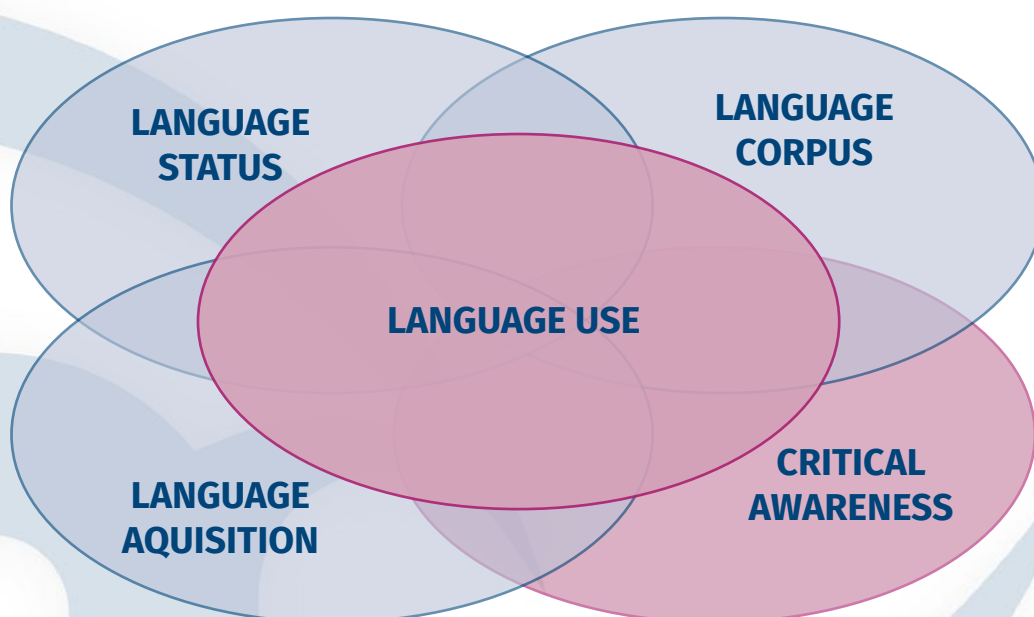 LANGUAGE
STATUS
LANGUAGE
CORPUS
LANGUAGE USE
LANGUAGE
AQUISITION
CRITICAL
AWARENESS